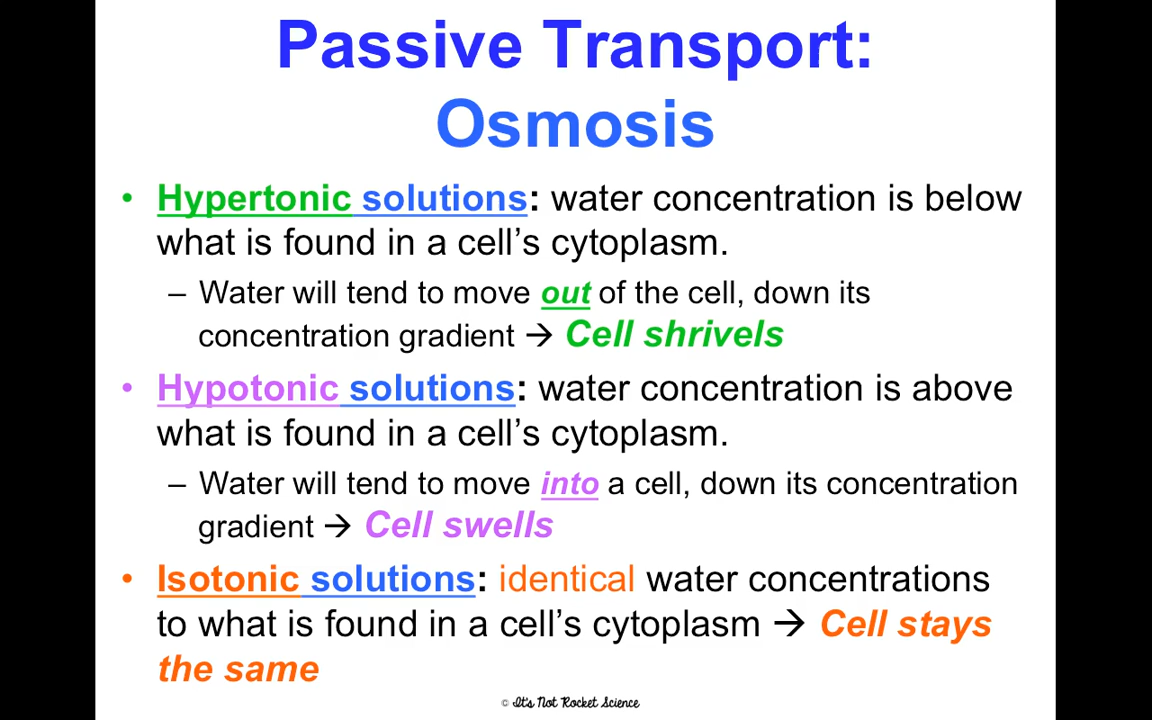 Passive Transport:
Osmosis
• Hypertonic solutions: water concentration is below
what is found in a cell’s cytoplasm.
– Water will tend to move out of the cell, down its
concentration gradient → Cell shrivels
• Hypotonic solutions: water concentration is above
what is found in a cell’s cytoplasm.
– Water will tend to move into a cell, down its concentration
gradient → Cell swells
• Isotonic solutions: identical water concentrations
to what is found in a cell’s cytoplasm → Cell stays
the same
© It's Not Rocket Science